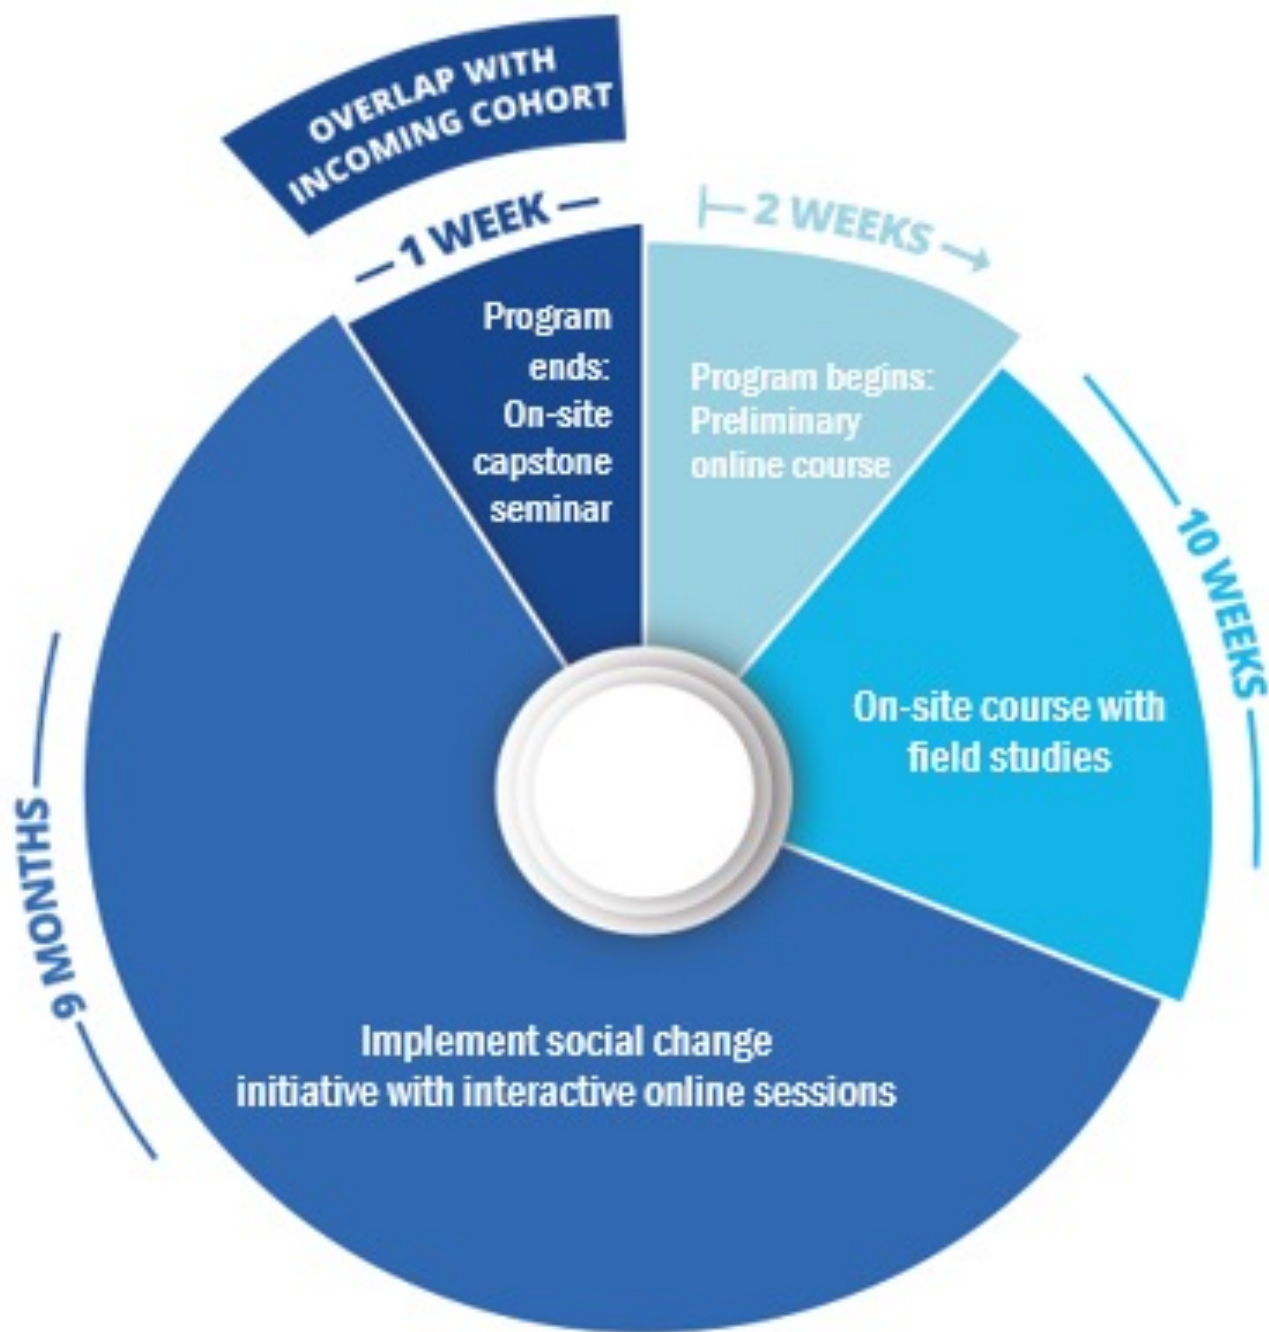 OVERLAP WITH
INCOMING COHORT
1 WEEK
2 WEEKS
Program
ends:
On-site
capstone
seminar
Program begins:
Preliminary
online course
10 WEEKS
On-site course with
field studies
9 MONTHS
Implement social change
initiative with interactive online sessions